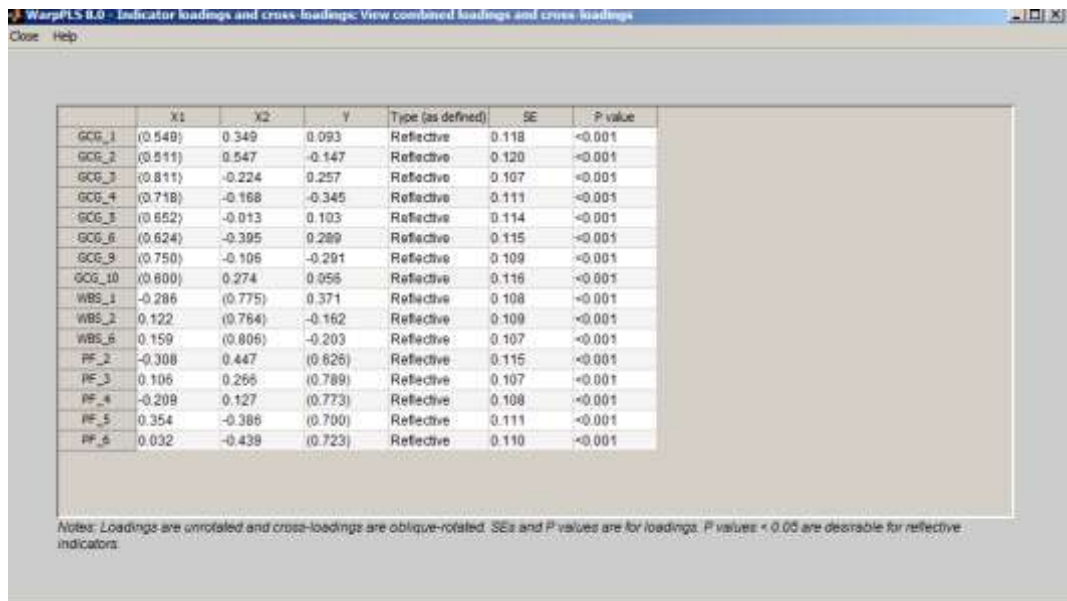 WarpPLS 8.0 - Indicator loadings and cross-loadings: View combined loadings and cross-loadings
Close Help
X1 X2 Y Type (as defined) SE P value
GCG_1 (0.549) 0.349 0.093 Reflective 0.118 <0.001
GCG_2 (0.511) 0.547 -0.147 Reflective 0.120 <0.001
GCG_3 (0.811) -0.224 0.257 Reflective 0.107 <0.001
GCG_4 (0.718) -0.168 -0.345 Reflective 0.111 <0.001
GCG_5 (0.652) -0.013 0.103 Reflective 0.114 <0.001
GCG_6 (0.624) -0.395 0.289 Reflective 0.115 <0.001
GCG_9 (0.750) -0.106 -0.291 Reflective 0.109 <0.001
GCG_10 (0.600) 0.274 0.056 Reflective 0.116 <0.001
WBS_1 -0.286 (0.775) 0.371 Reflective 0.108 <0.001
WBS_2 0.122 (0.764) -0.162 Reflective 0.109 <0.001
WBS_6 0.159 (0.806) -0.203 Reflective 0.107 <0.001
PF_2 -0.308 0.447 (0.626) Reflective 0.115 <0.001
PF_3 0.106 0.266 (0.789) Reflective 0.107 <0.001
PF_4 -0.209 0.127 (0.773) Reflective 0.108 <0.001
PF_5 0.354 -0.386 (0.700) Reflective 0.111 <0.001
PF_6 0.032 -0.439 (0.723) Reflective 0.110 <0.001
Notes: Loadings are unrotated and cross-loadings are oblique-rotated. SEs and P values are for loadings. P values < 0.05 are desirable for reflective
indicators.